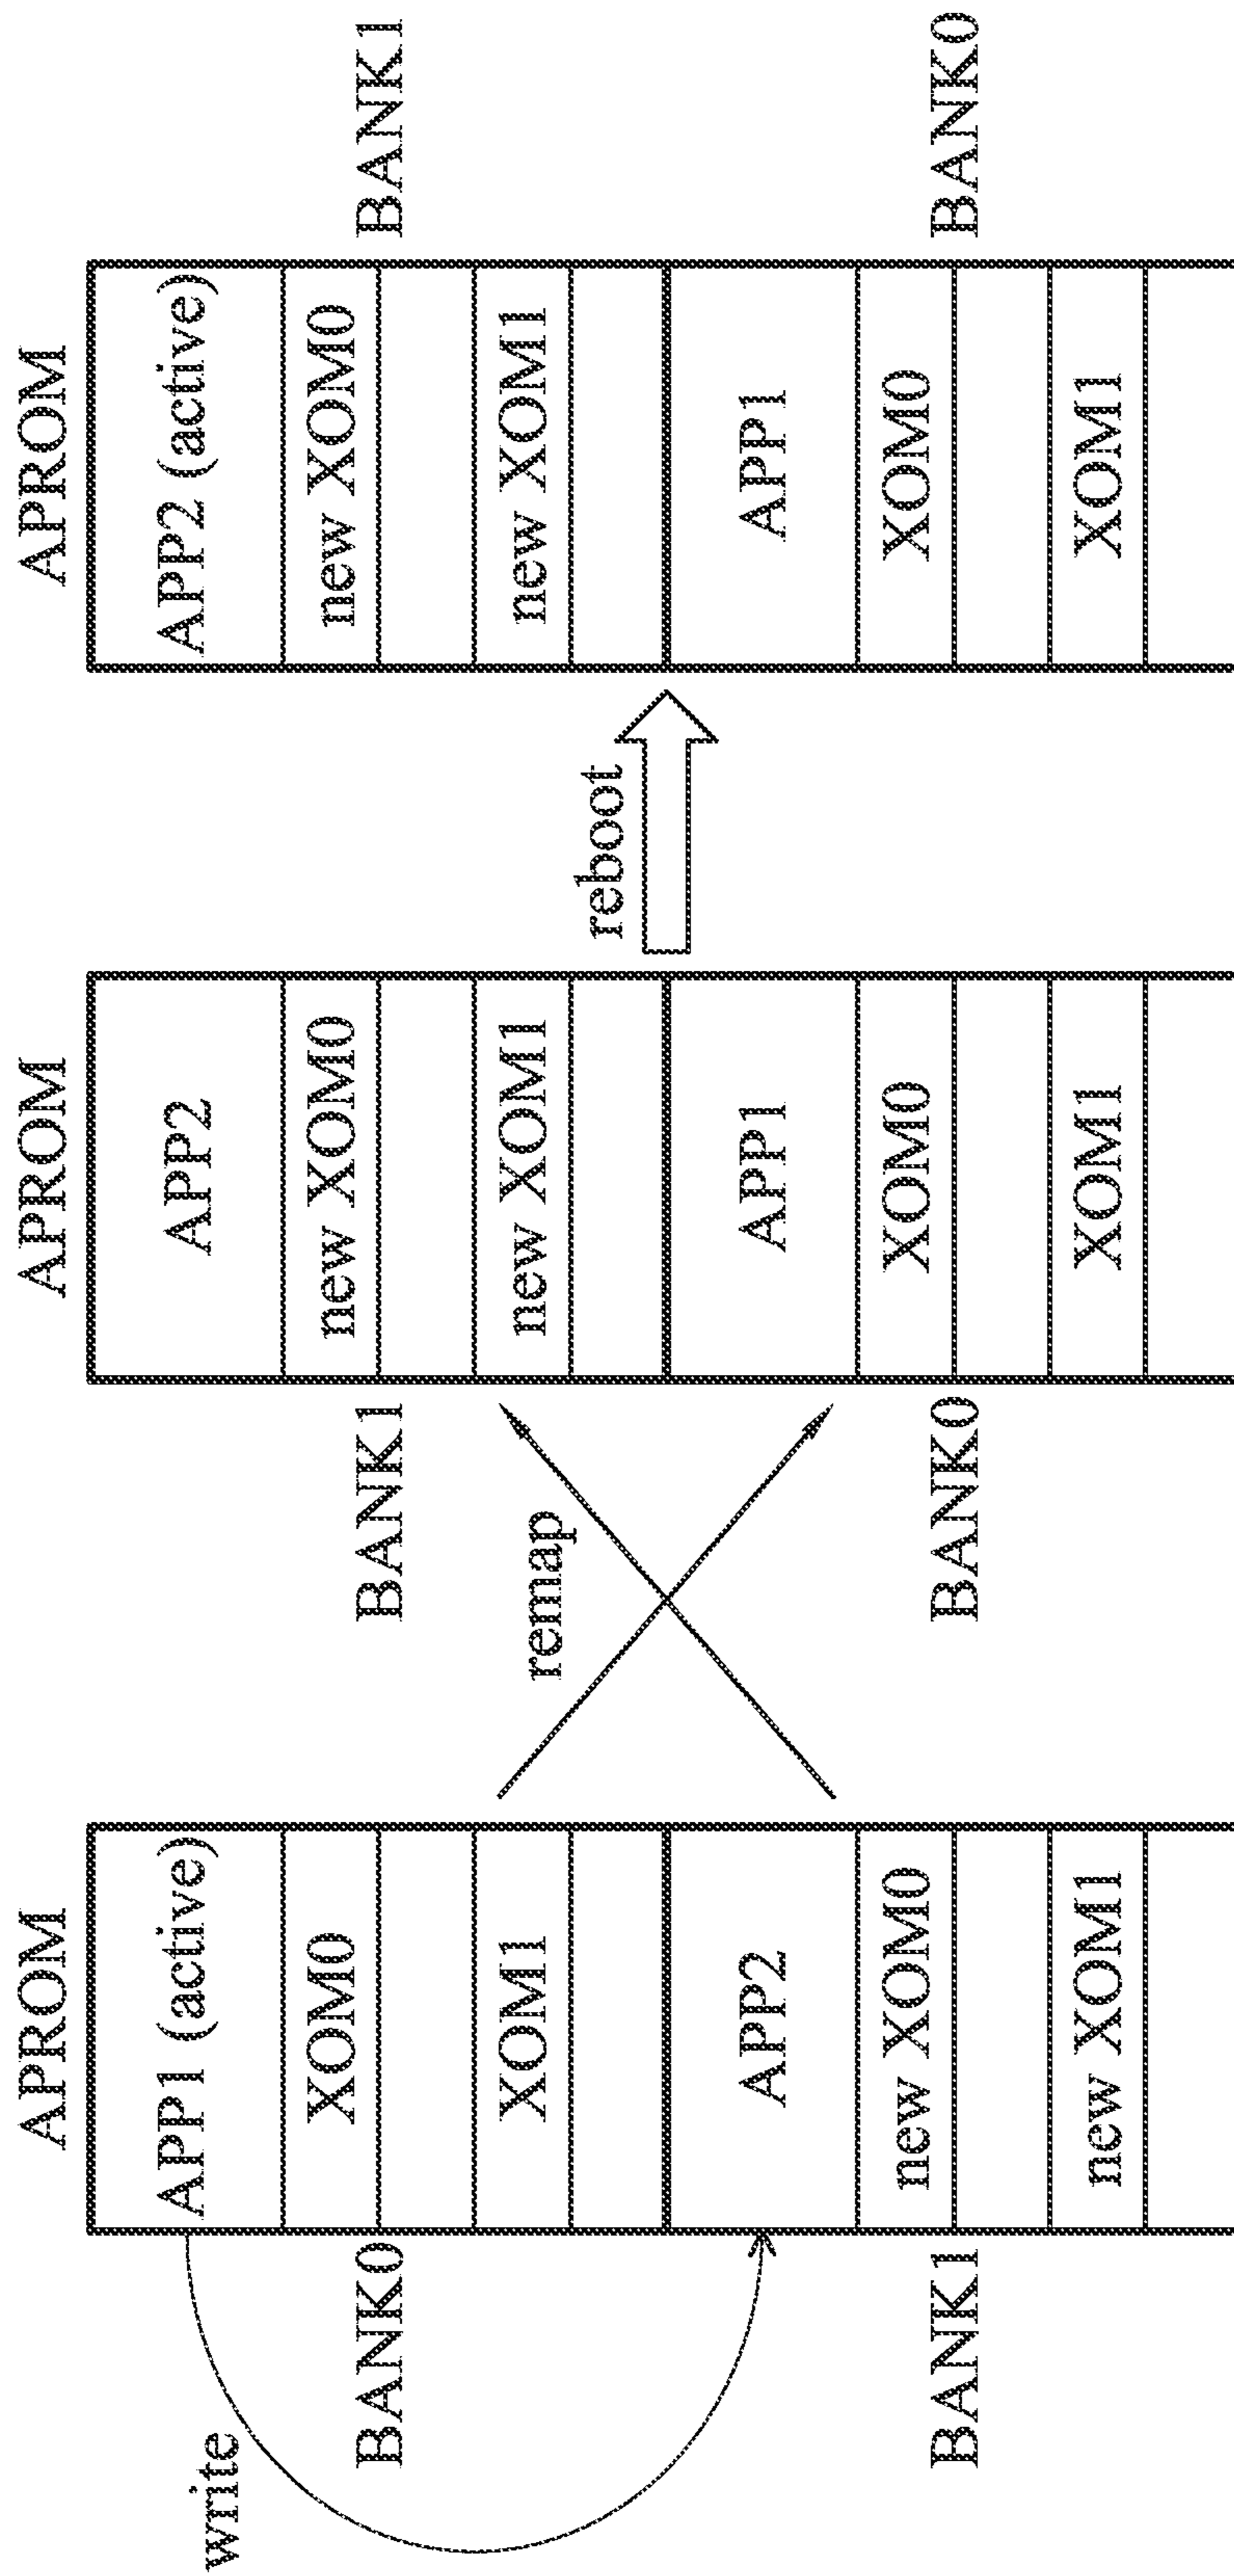 APROM
write
BANK0
APP1 (active)
XOM0
XOM1
BANK1
APP2
new XOM0
new XOM1
remap
APROM
BANK1
APP2
new XOM0
new XOM1
BANK0
APP1
XOM0
XOM1
reboot
APROM
APP2 (active)
new XOM0
new XOM1
BANK1
APP1
XOM0
XOM1
BANK0